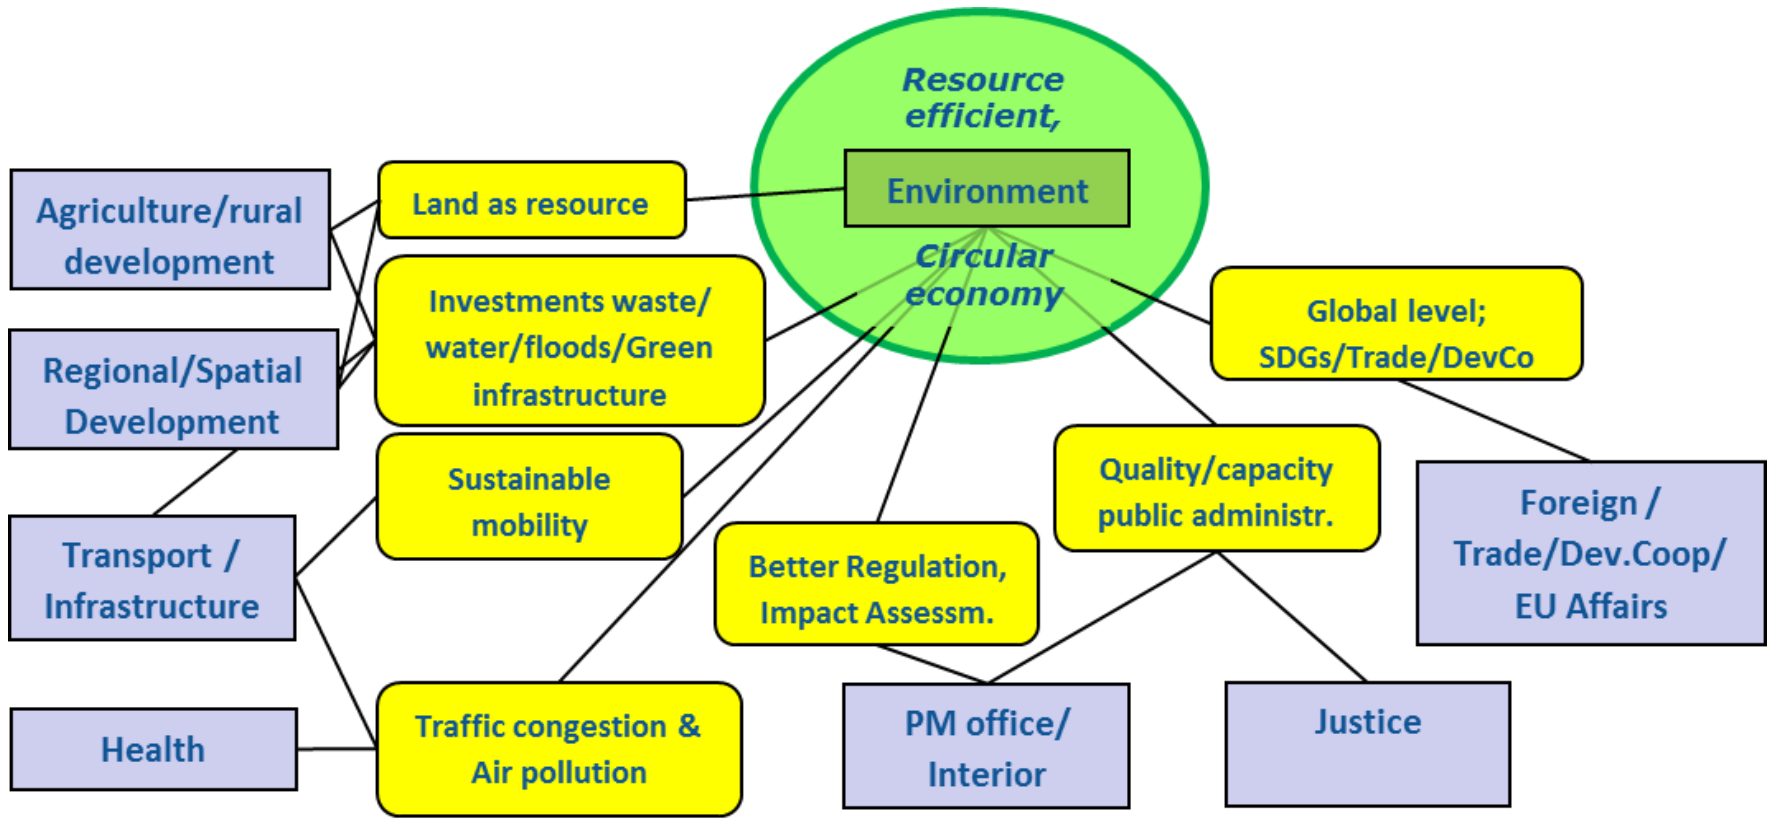 Resource
efficient,
Environment
Circular
economy
Agriculture/rural
development
Land as resource
Investments waste/
water/floods/Green
infrastructure
Global level;
SDGs/Trade/DevCo
Regional/Spatial
Development
Sustainable
mobility
Quality/capacity
public administr.
Foreign /
Trade/Dev.Coop/
EU Affairs
Transport /
Infrastructure
Better Regulation,
Impact Assessm.
Health
Traffic congestion &
Air pollution
PM office/
Interior
Justice